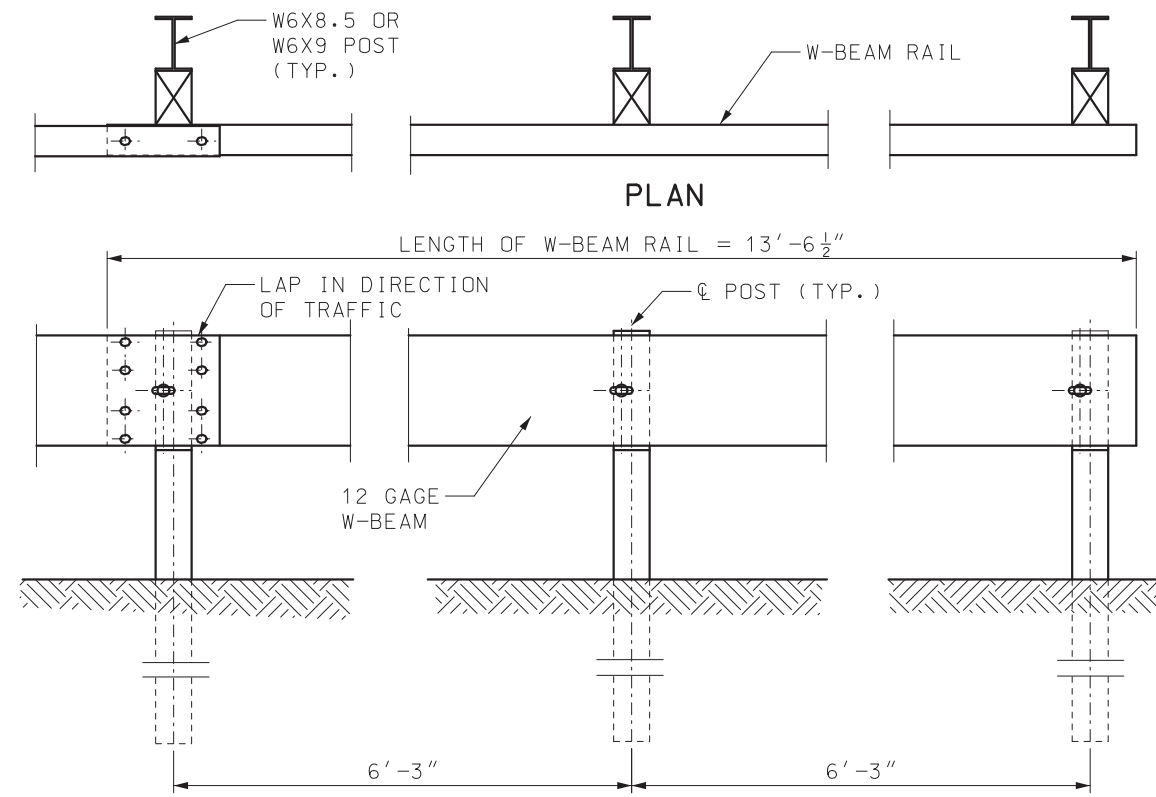 W6X8.5 OR
W6X9 POST
(TYP.)
W-BEAM RAIL
PLAN
LENGTH OF W-BEAM RAIL = 13'-6½"
LAP IN DIRECTION
OF TRAFFIC
℄ POST (TYP.)
12 GAGE
W-BEAM
6'-3"
6'-3"